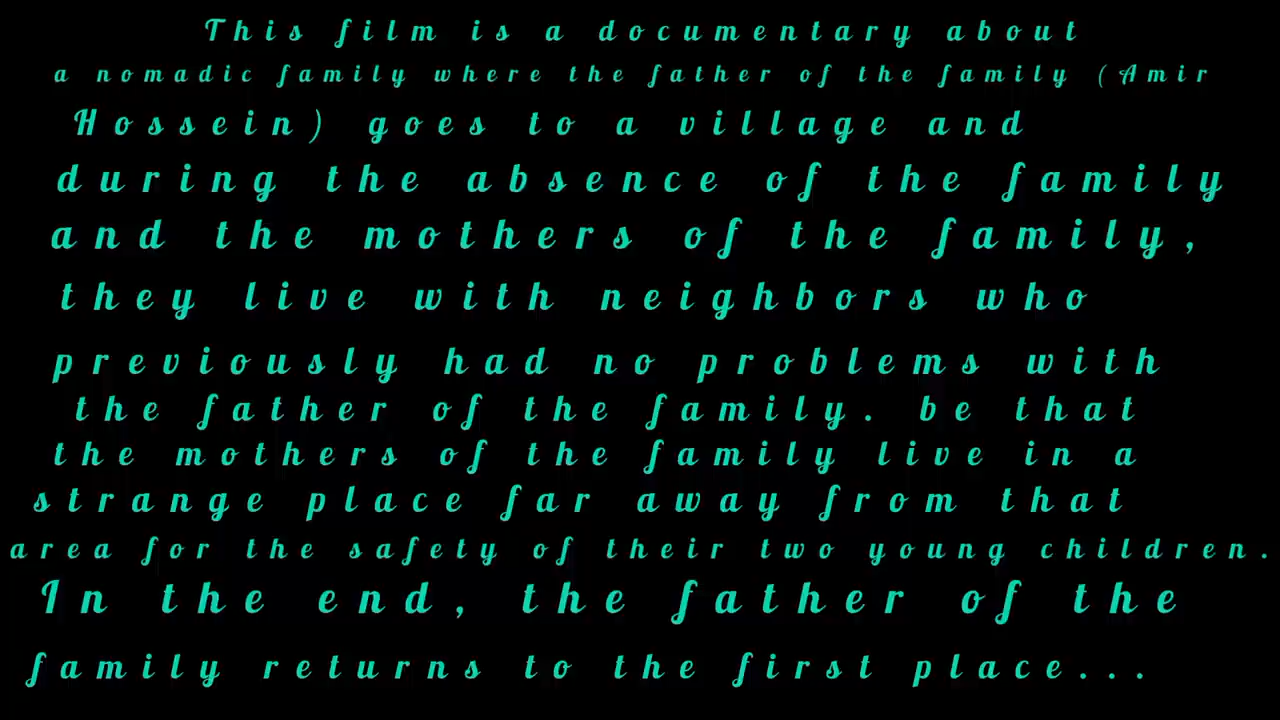 This film is a documentary about
a nomadic family where the father of the family (Amir
Hossein) goes to a village and
during the absence of the family
and the mothers of the family,
they live with neighbors who
previously had no problems with
the father of the family. be that
the mothers of the family live in a
strange place far away from that
area for the safety of their two young children.
In the end, the father of the
family returns to the first place...